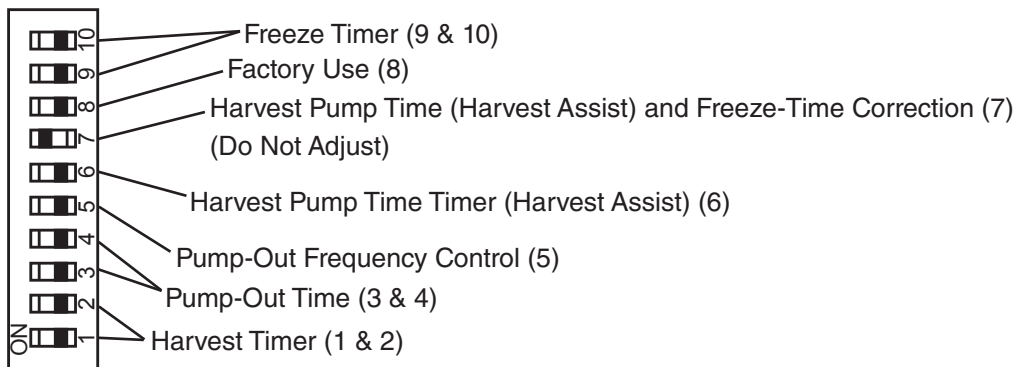 10
Freeze Timer (9 & 10)
9
Factory Use (8)
8
Harvest Pump Time (Harvest Assist) and Freeze-Time Correction (7)
7
(Do Not Adjust)
6
Harvest Pump Time Timer (Harvest Assist) (6)
5
Pump-Out Frequency Control (5)
4
3
Pump-Out Time (3 & 4)
2
Harvest Timer (1 & 2)
1
ON